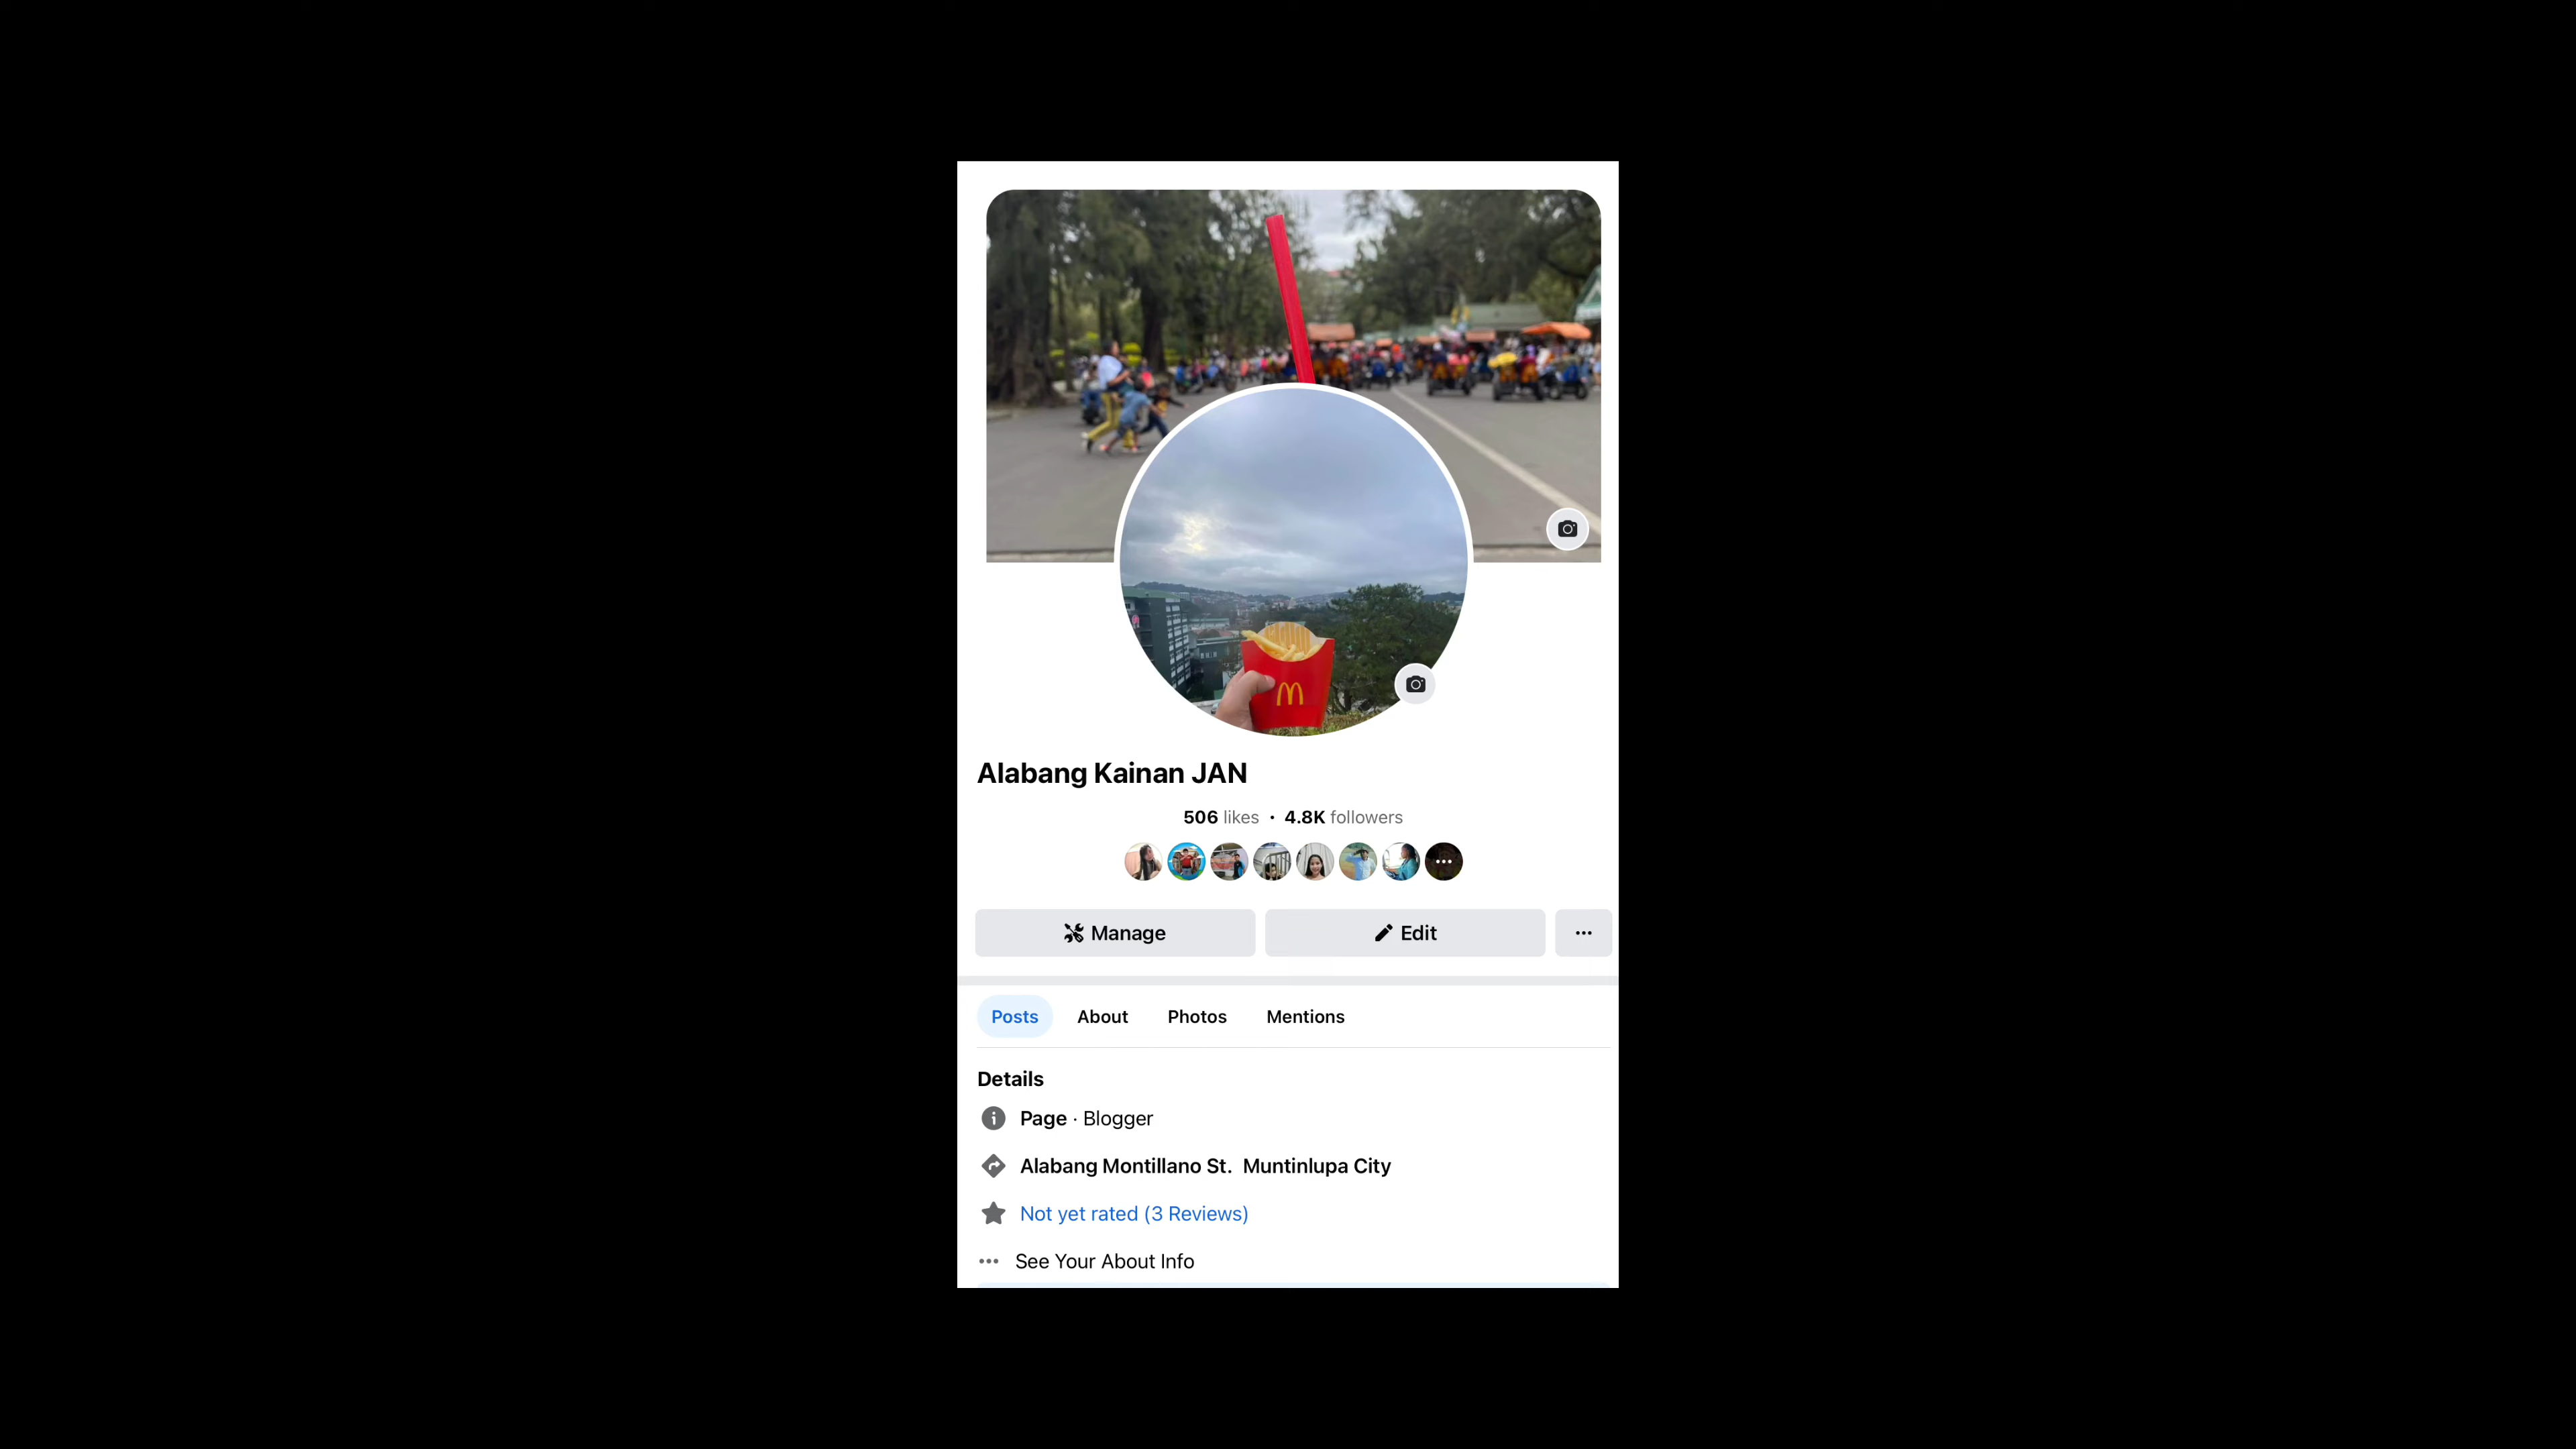 Alabang Kainan JAN
506 likes · 4.8K followers
Manage
Edit
Posts
About
Photos
Mentions
Details
Page · Blogger
Alabang Montillano St. Muntinlupa City
Not yet rated (3 Reviews)
See Your About Info